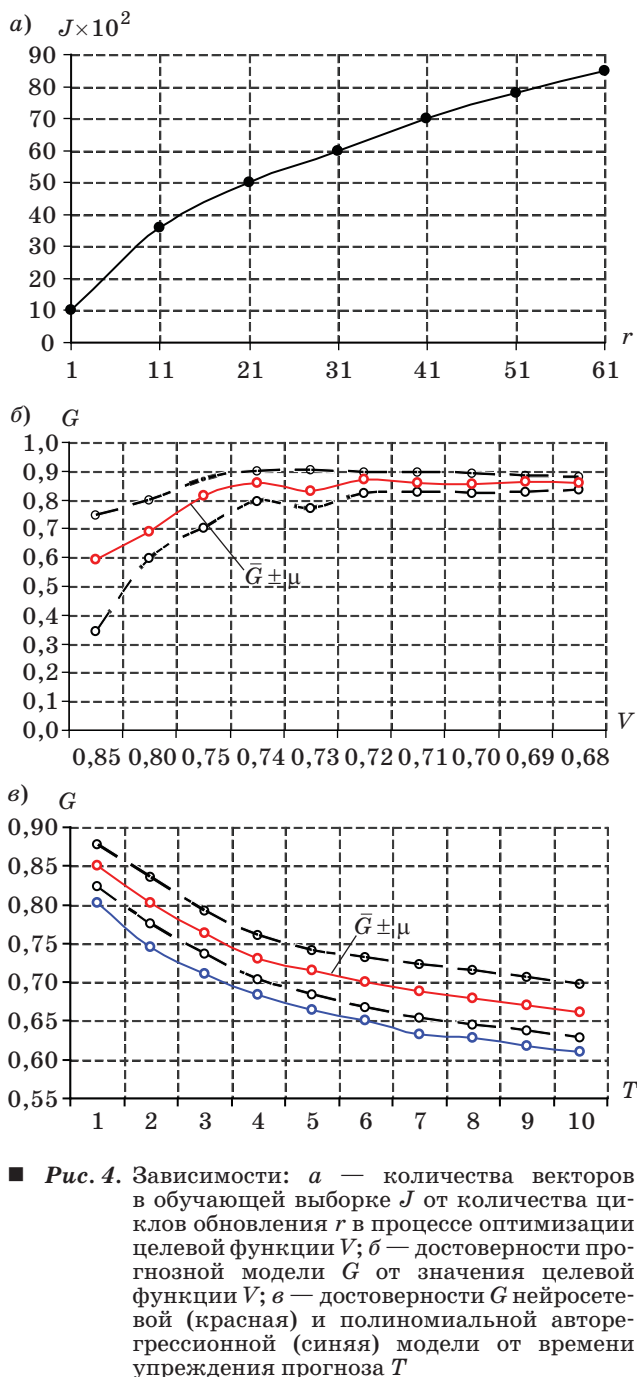 а) J×10²
90
80
70
60
50
40
30
20
10
0
r
1 11 21 31 41 51 61
б) G
1,0
0,9
0,8
0,7
0,6
0,5
0,4
0,3
0,2
0,1
0,0
G̅ ± μ
V
0,85 0,80 0,75 0,74 0,73 0,72 0,71 0,70 0,69 0,68
в) G
0,90
0,85
0,80
0,75
0,70
0,65
0,60
0,55
G̅ ± μ
T
1 2 3 4 5 6 7 8 9 10
■ Рис. 4. Зависимости: а — количества векторов
в обучающей выборке J от количества ци-
клов обновления r в процессе оптимизации
целевой функции V; б — достоверности про-
гнозной модели G от значения целевой
функции V; в — достоверности G нейросете-
вой (красная) и полиномиальной авторе-
грессионной (синяя) модели от времени
упреждения прогноза T